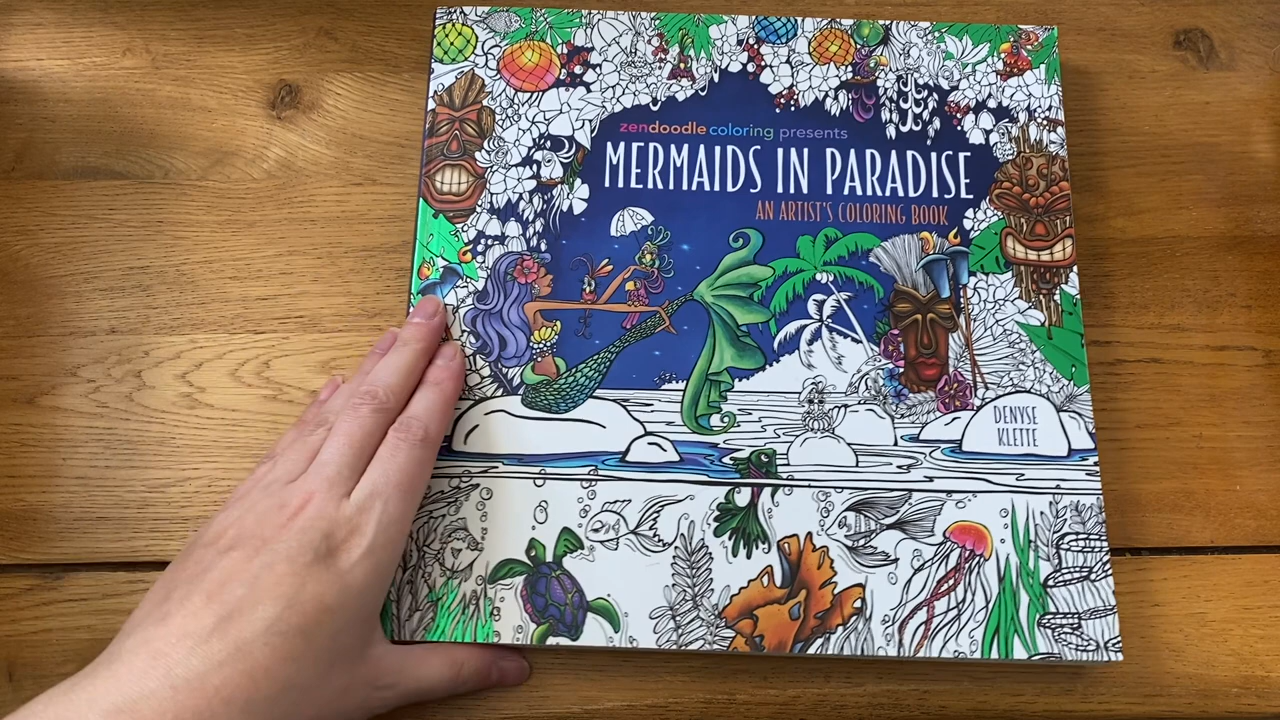 zendoodle coloring presents
MERMAIDS IN PARADISE
AN ARTIST'S COLORING BOOK
DENYSE
KLETTE